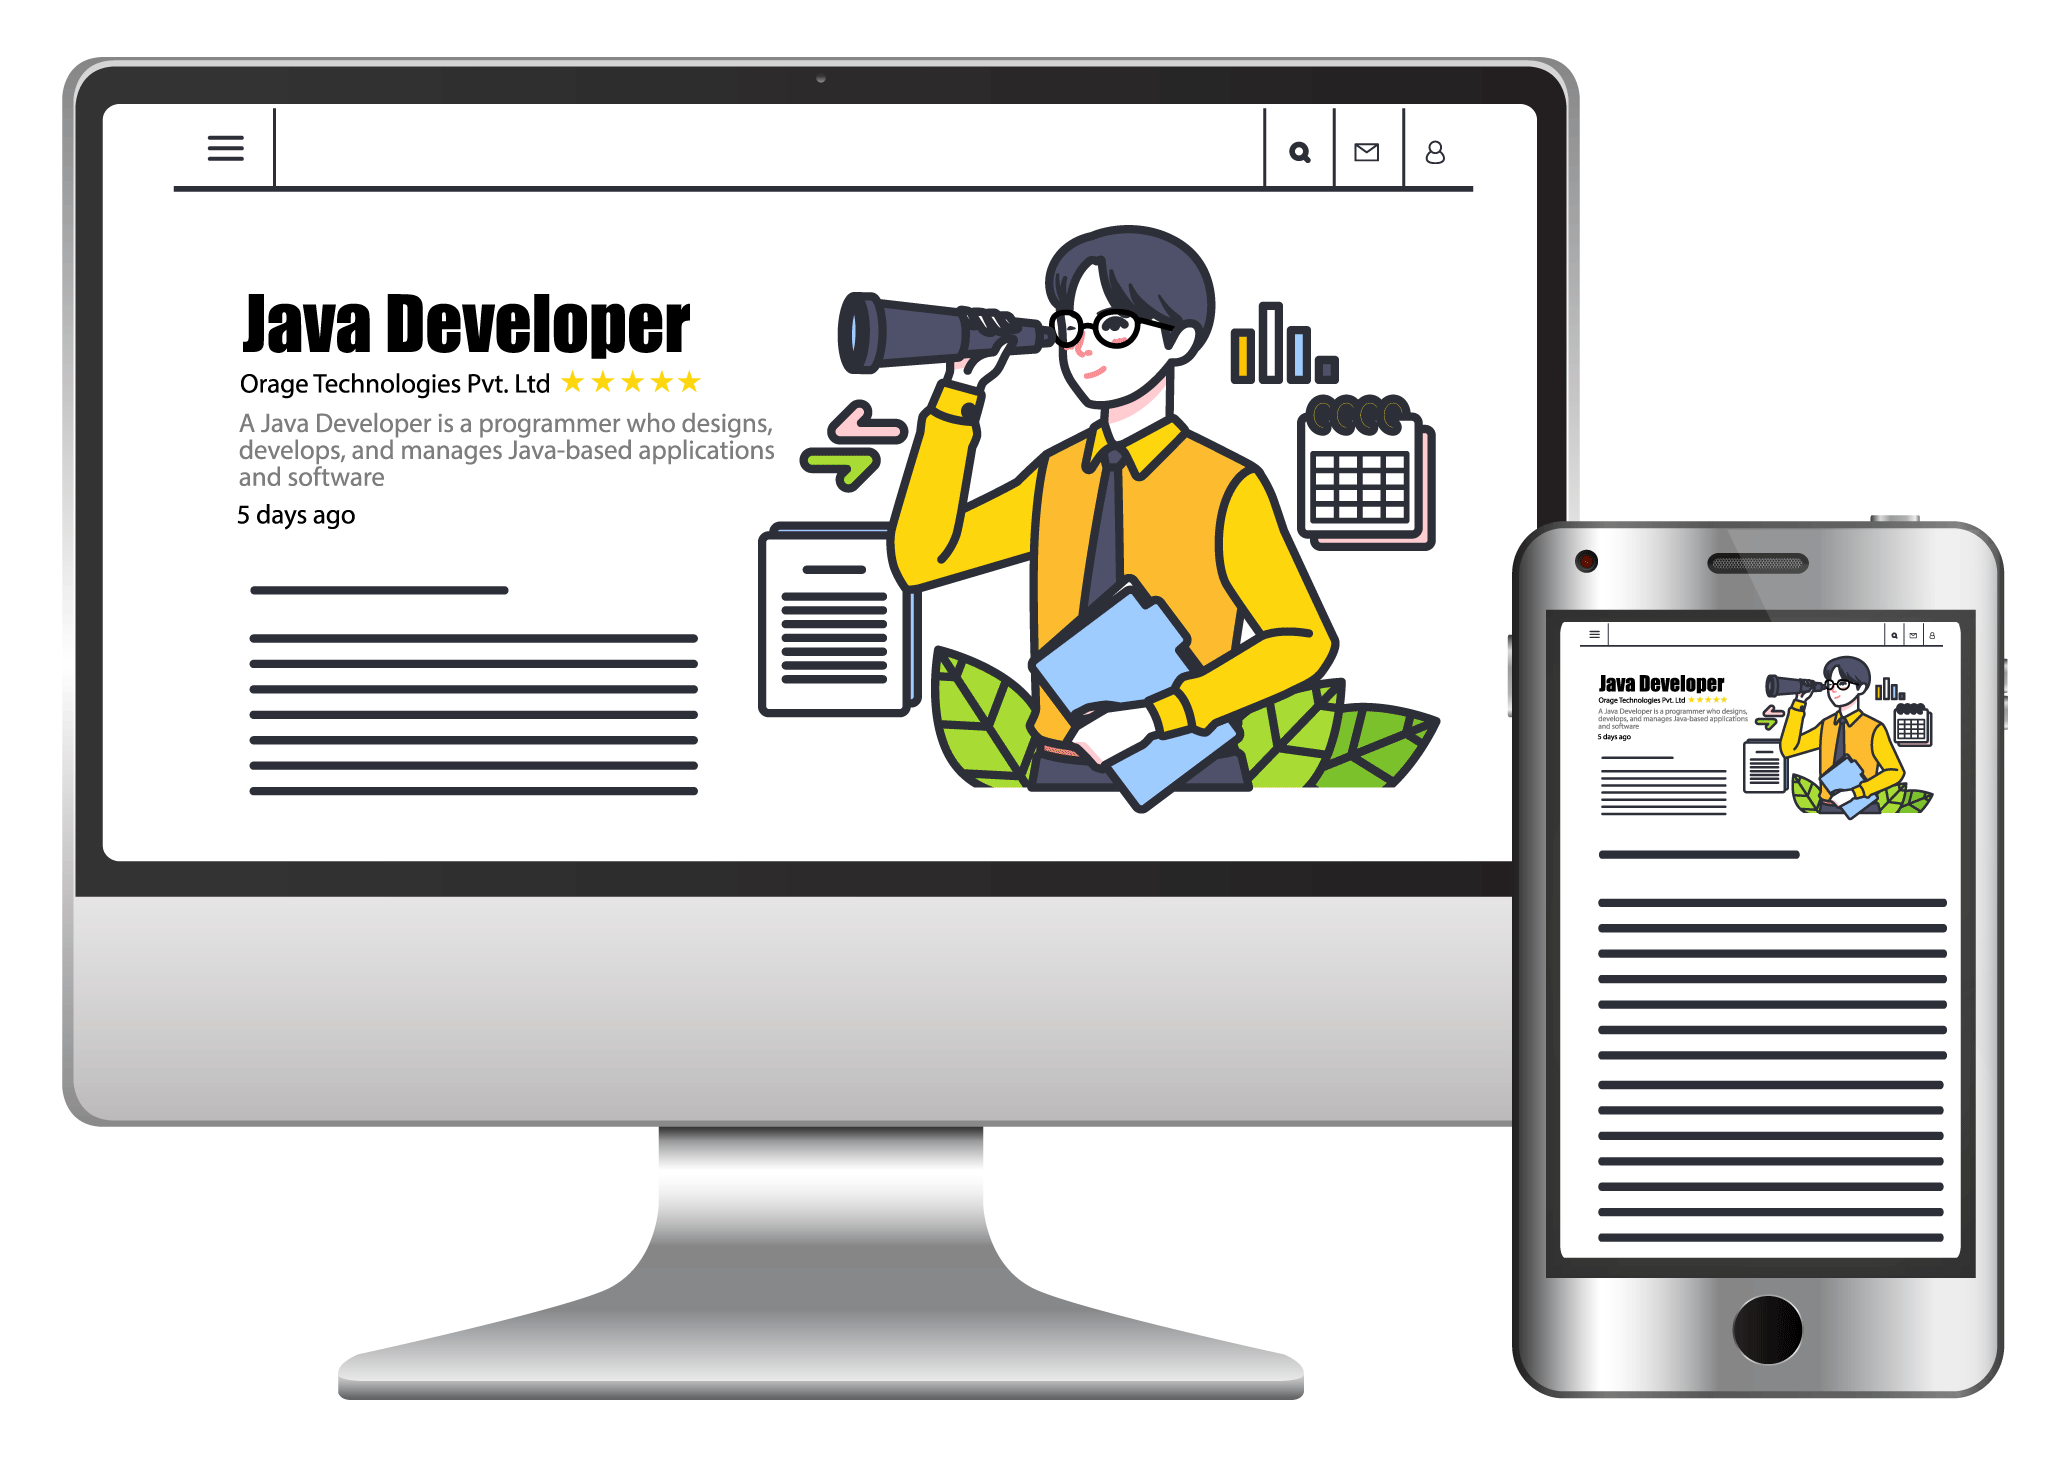 Java Developer
Orage Technologies Pvt. Ltd
A Java Developer is a programmer who designs,
develops, and manages Java-based applications
and software
5 days ago
Java Developer
Orage Technologies Pvt. Ltd
A Java Developer is a programmer who designs,
develops, and manages Java-based applications
and software
5 days ago